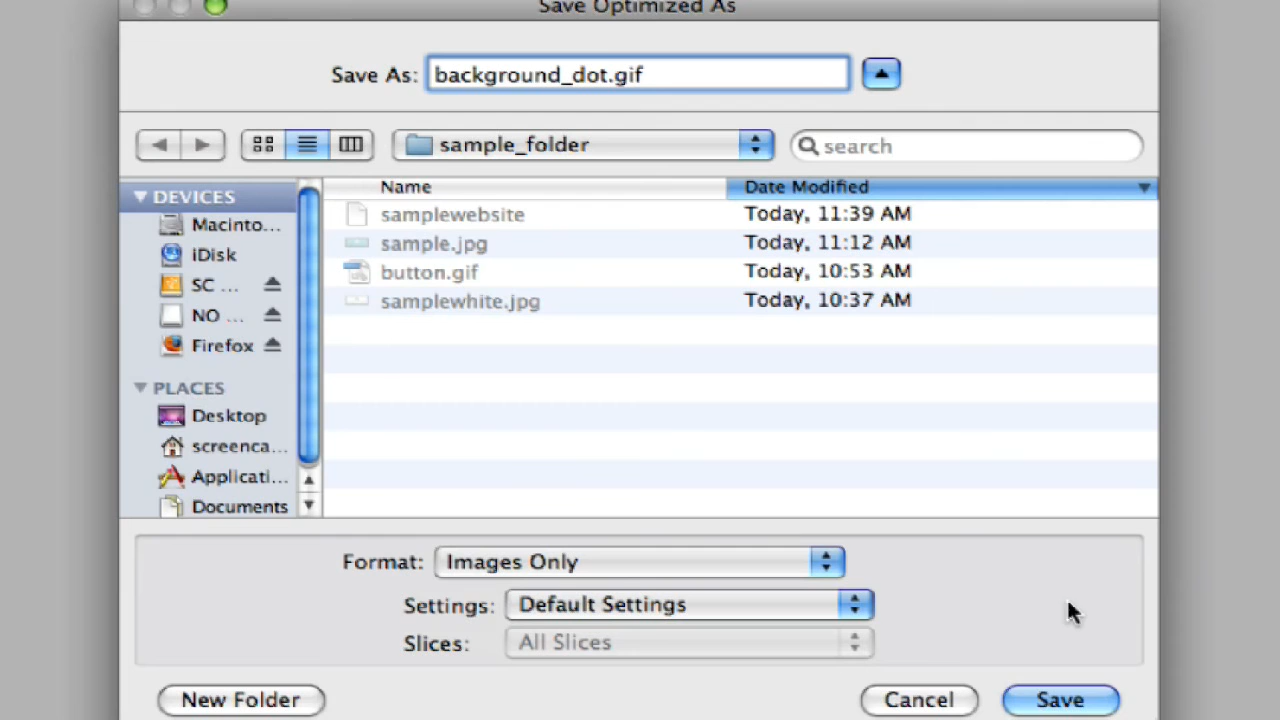 Save Optimized As
Save As: background_dot.gif
sample_folder
search
DEVICES
Macinto...
iDisk
SC ...
NO ...
Firefox
PLACES
Desktop
screenca...
Applicati...
Documents
Name Date Modified
samplewebsite Today, 11:39 AM
sample.jpg Today, 11:12 AM
button.gif Today, 10:53 AM
samplewhite.jpg Today, 10:37 AM
Format: Images Only
Settings: Default Settings
Slices: All Slices
New Folder Cancel Save